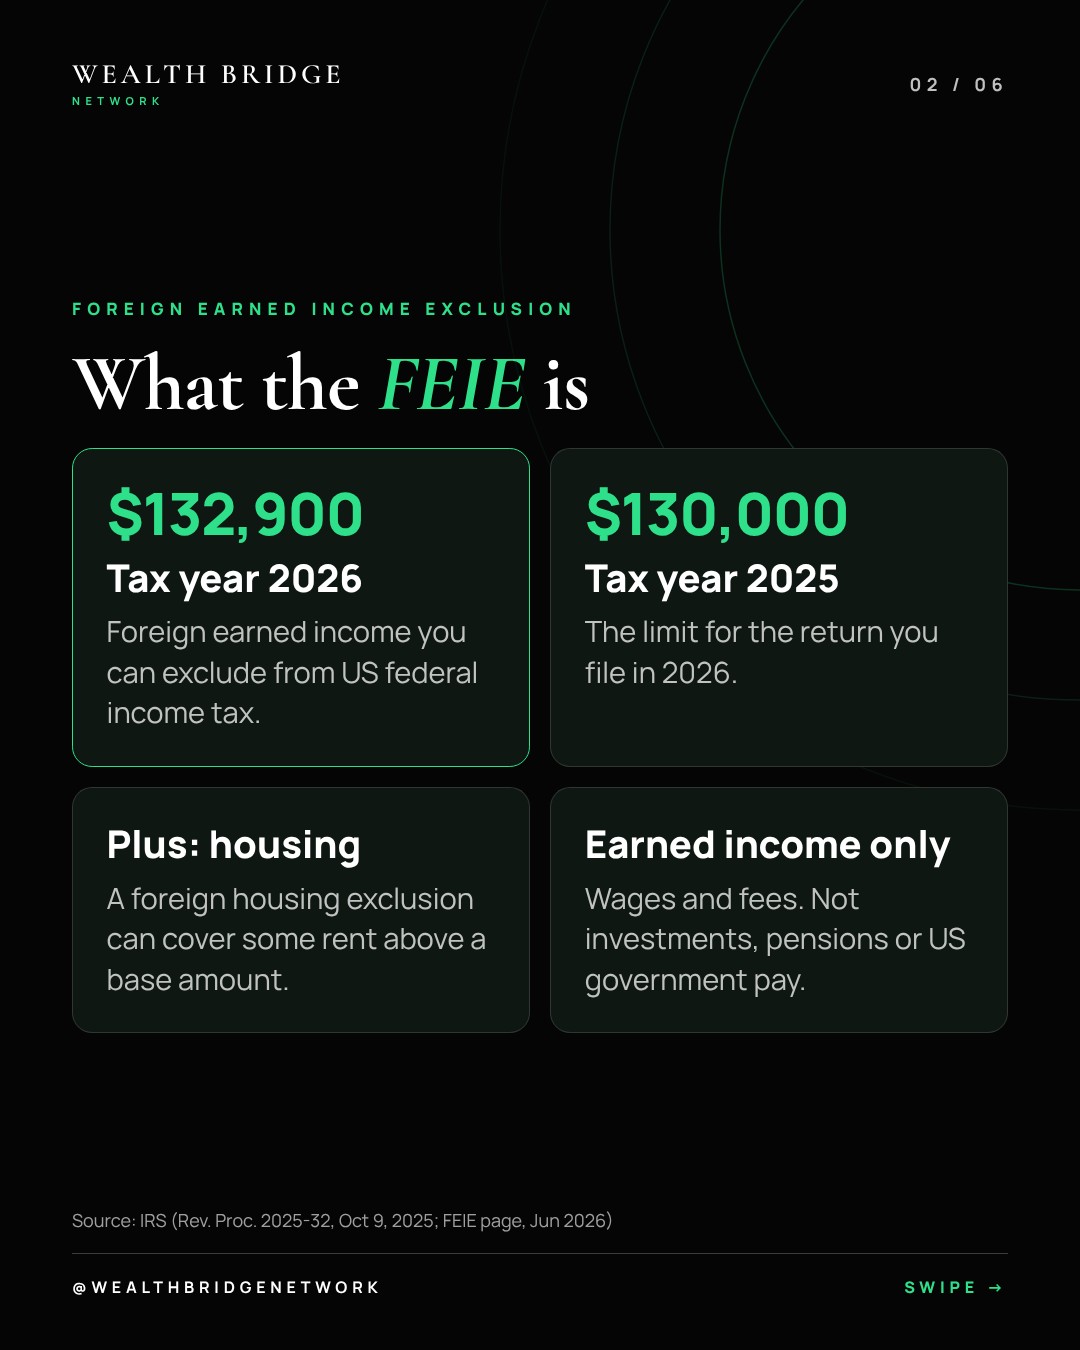 WEALTH BRIDGE
NETWORK
02 / 06
FOREIGN EARNED INCOME EXCLUSION
What the FEIE is
$132,900
Tax year 2026
Foreign earned income you
can exclude from US federal
income tax.
$130,000
Tax year 2025
The limit for the return you
file in 2026.
Plus: housing
A foreign housing exclusion
can cover some rent above a
base amount.
Earned income only
Wages and fees. Not
investments, pensions or US
government pay.
Source: IRS (Rev. Proc. 2025-32, Oct 9, 2025; FEIE page, Jun 2026)
@WEALTHBRIDGENETWORK
SWIPE →